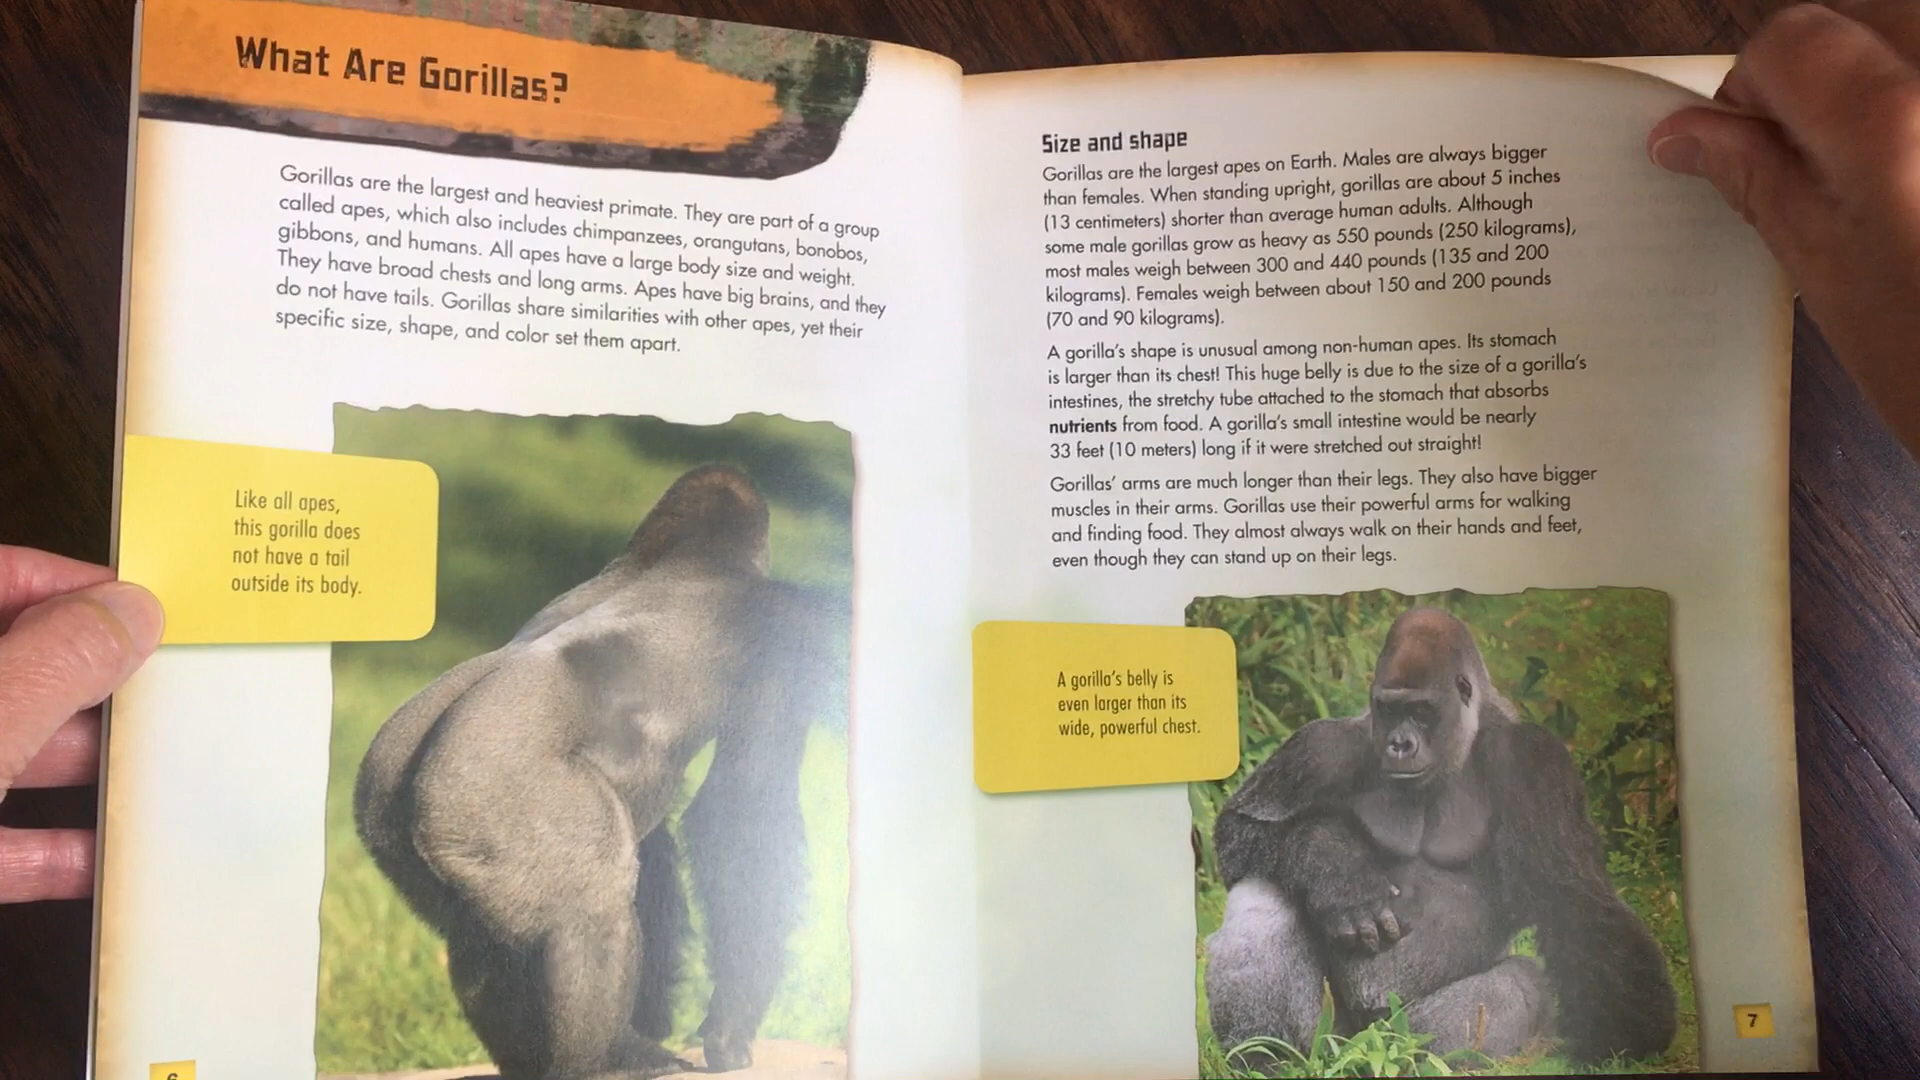 What Are Gorillas?
Gorillas are the largest and heaviest primate. They are part of a group
called apes, which also includes chimpanzees, orangutans, bonobos,
gibbons, and humans. All apes have a large body size and weight.
They have broad chests and long arms. Apes have big brains, and they
do not have tails. Gorillas share similarities with other apes, yet their
specific size, shape, and color set them apart.
Like all apes,
this gorilla does
not have a tail
outside its body.
6
Size and shape
Gorillas are the largest apes on Earth. Males are always bigger
than females. When standing upright, gorillas are about 5 inches
(13 centimeters) shorter than average human adults. Although
some male gorillas grow as heavy as 550 pounds (250 kilograms),
most males weigh between 300 and 440 pounds (135 and 200
kilograms). Females weigh between about 150 and 200 pounds
(70 and 90 kilograms).
A gorilla's shape is unusual among non-human apes. Its stomach
is larger than its chest! This huge belly is due to the size of a gorilla's
intestines, the stretchy tube attached to the stomach that absorbs
nutrients from food. A gorilla's small intestine would be nearly
33 feet (10 meters) long if it were stretched out straight!
Gorillas' arms are much longer than their legs. They also have bigger
muscles in their arms. Gorillas use their powerful arms for walking
and finding food. They almost always walk on their hands and feet,
even though they can stand up on their legs.
A gorilla's belly is
even larger than its
wide, powerful chest.
7